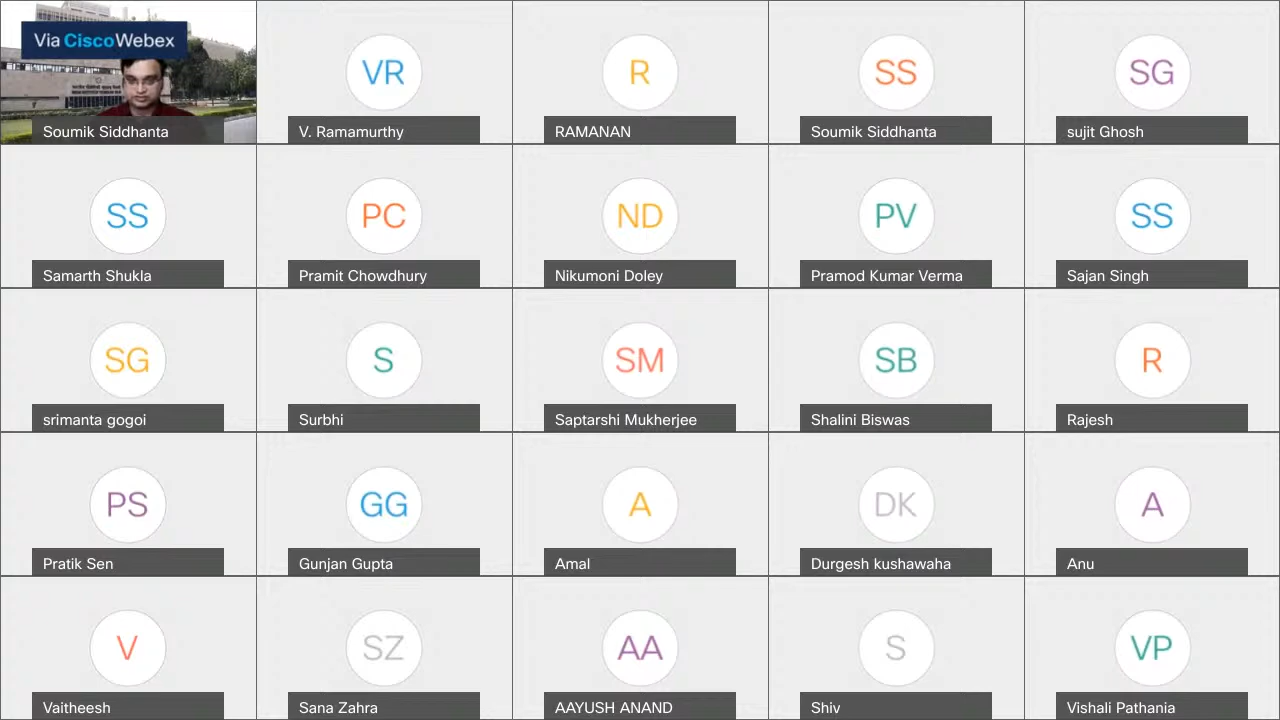 Via CiscoWebex
Soumik Siddhanta
VR
V. Ramamurthy
R
RAMANAN
SS
Soumik Siddhanta
SG
sujit Ghosh
SS
Samarth Shukla
PC
Pramit Chowdhury
ND
Nikumoni Doley
PV
Pramod Kumar Verma
SS
Sajan Singh
SG
srimanta gogoi
S
Surbhi
SM
Saptarshi Mukherjee
SB
Shalini Biswas
R
Rajesh
PS
Pratik Sen
GG
Gunjan Gupta
A
Amal
DK
Durgesh kushawaha
A
Anu
V
Vaitheesh
SZ
Sana Zahra
AA
AAYUSH ANAND
S
Shiv
VP
Vishali Pathania